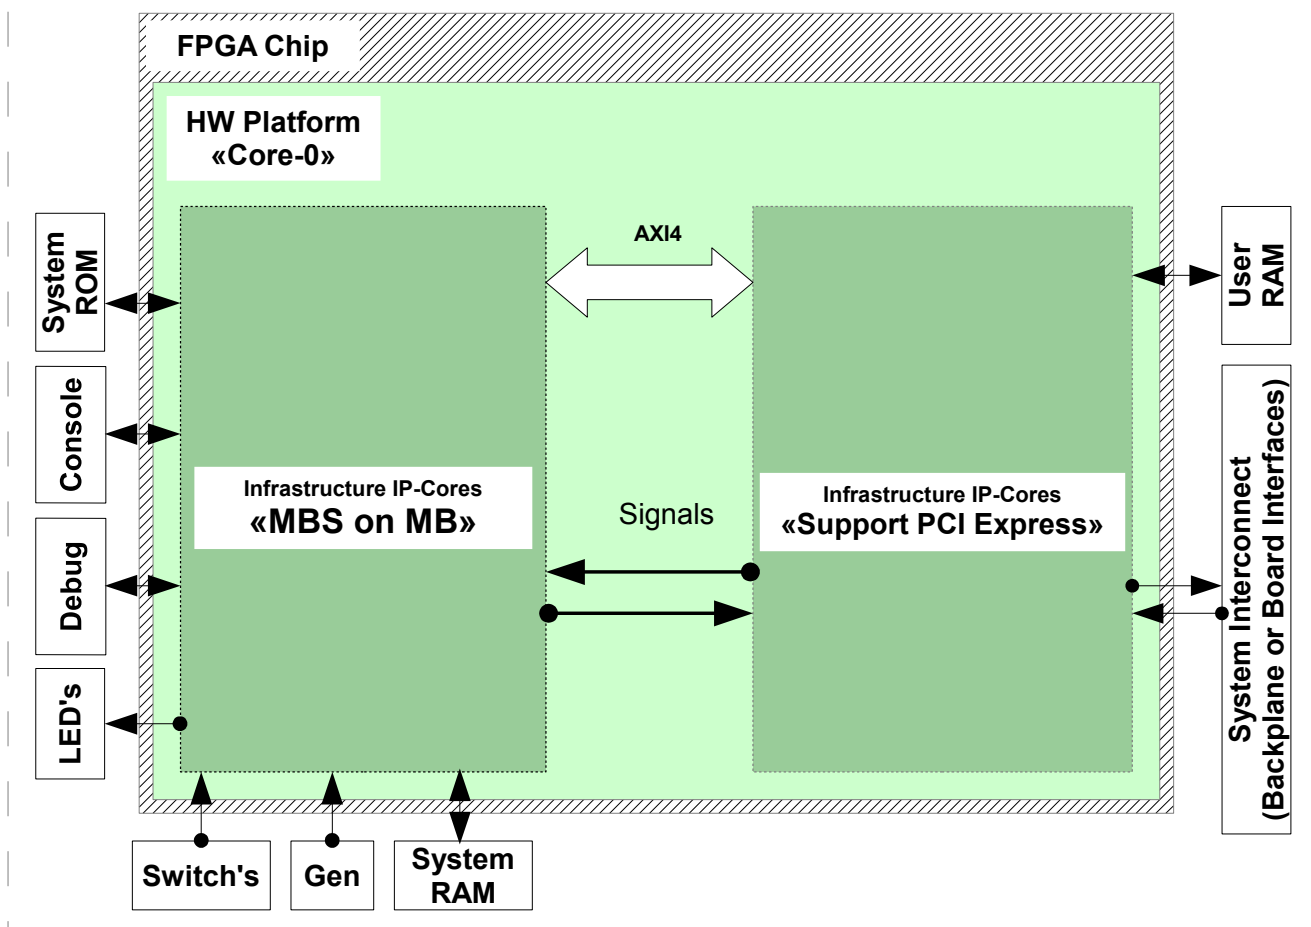 FPGA Chip
HW Platform
«Core-0»
System
ROM
Console
Debug
LED's
AXI4
Infrastructure IP-Cores
«MBS on MB»
Signals
Infrastructure IP-Cores
«Support PCI Express»
User
RAM
System Interconnect
(Backplane or Board Interfaces)
Switch's
Gen
System
RAM